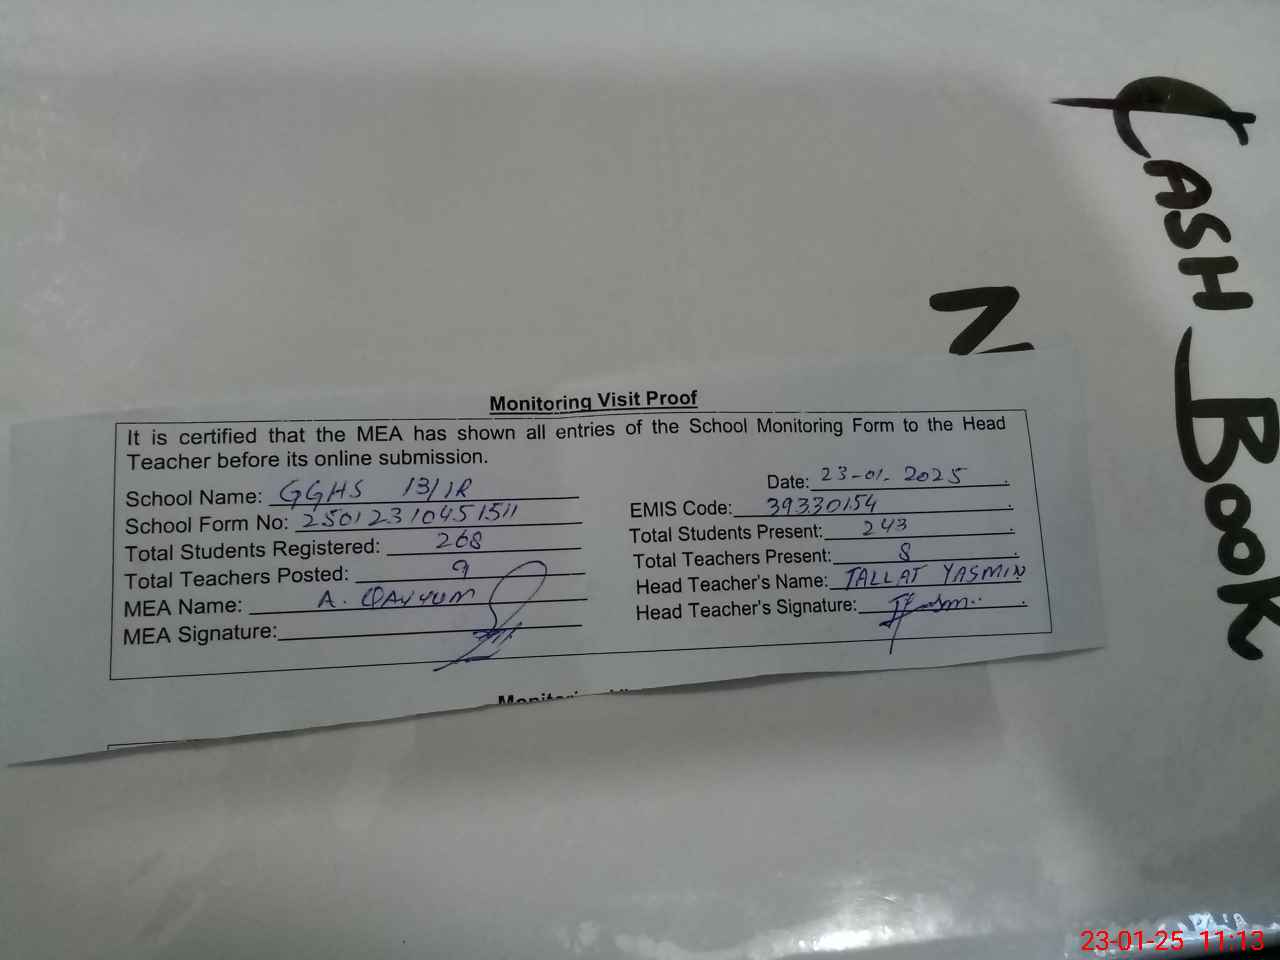 CASH BOOK
N
Monitoring Visit Proof
It is certified that the MEA has shown all entries of the School Monitoring Form to the Head
Teacher before its online submission.
Date: 23-01-2025
School Name: GGHS 13/1R
EMIS Code: 39330154
School Form No: 25012310451511
Total Students Present: 243
Total Students Registered: 268
Total Teachers Present: 8
Total Teachers Posted: 9
Head Teacher's Name: TALLAT YASMIN
MEA Name: A. QAYYUM
Head Teacher's Signature:
MEA Signature:
23-01-25 11:13